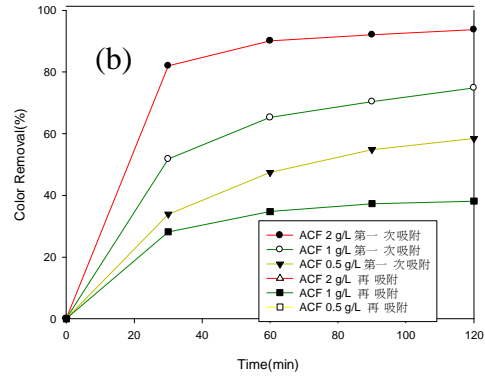 100
(b)
80
60
40
20
0
Color Removal(%)
ACF 2 g/L 第一 次吸附
ACF 1 g/L 第一 次吸附
ACF 0.5 g/L 第一 次吸附
ACF 2 g/L 再 吸附
ACF 1 g/L 再 吸附
ACF 0.5 g/L 再 吸附
0 20 40 60 80 100 120
Time(min)